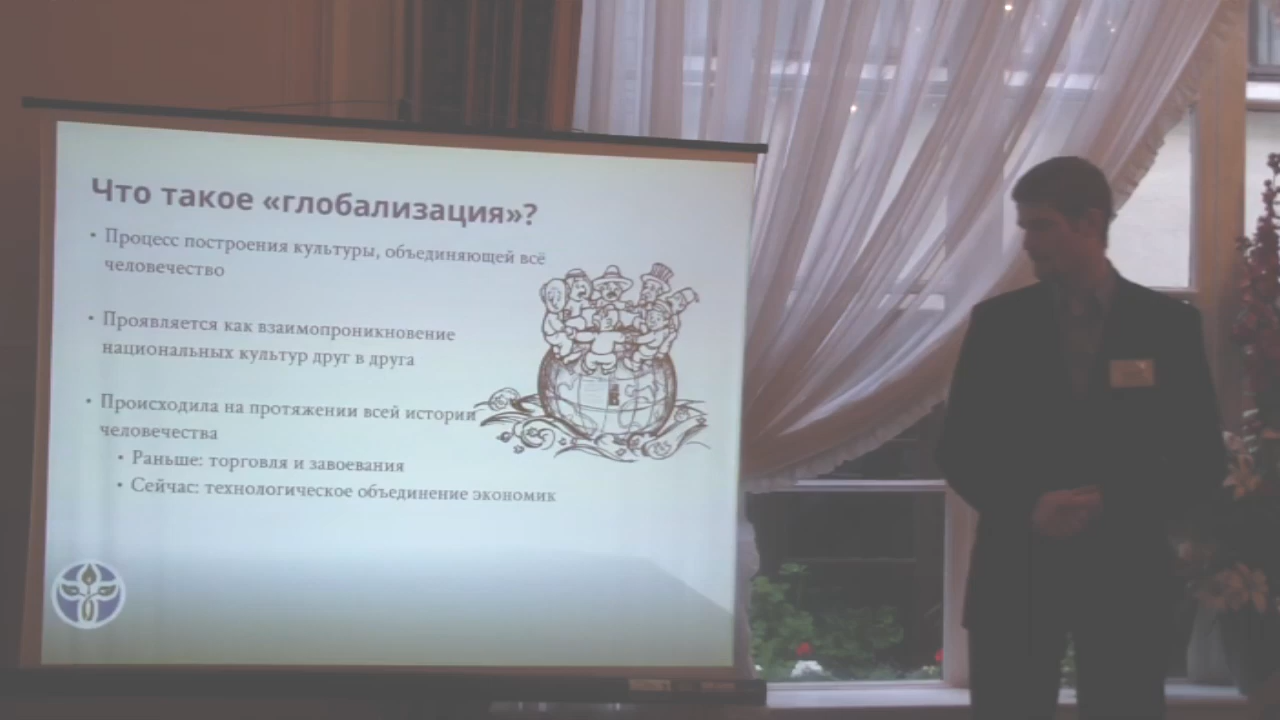 Что такое «глобализация»?
• Процесс построения культуры, объединяющей всё
человечество
• Проявляется как взаимопроникновение
национальных культур друг в друга
• Происходила на протяжении всей истории
человечества
• Раньше: торговля и завоевания
• Сейчас: технологическое объединение экономик